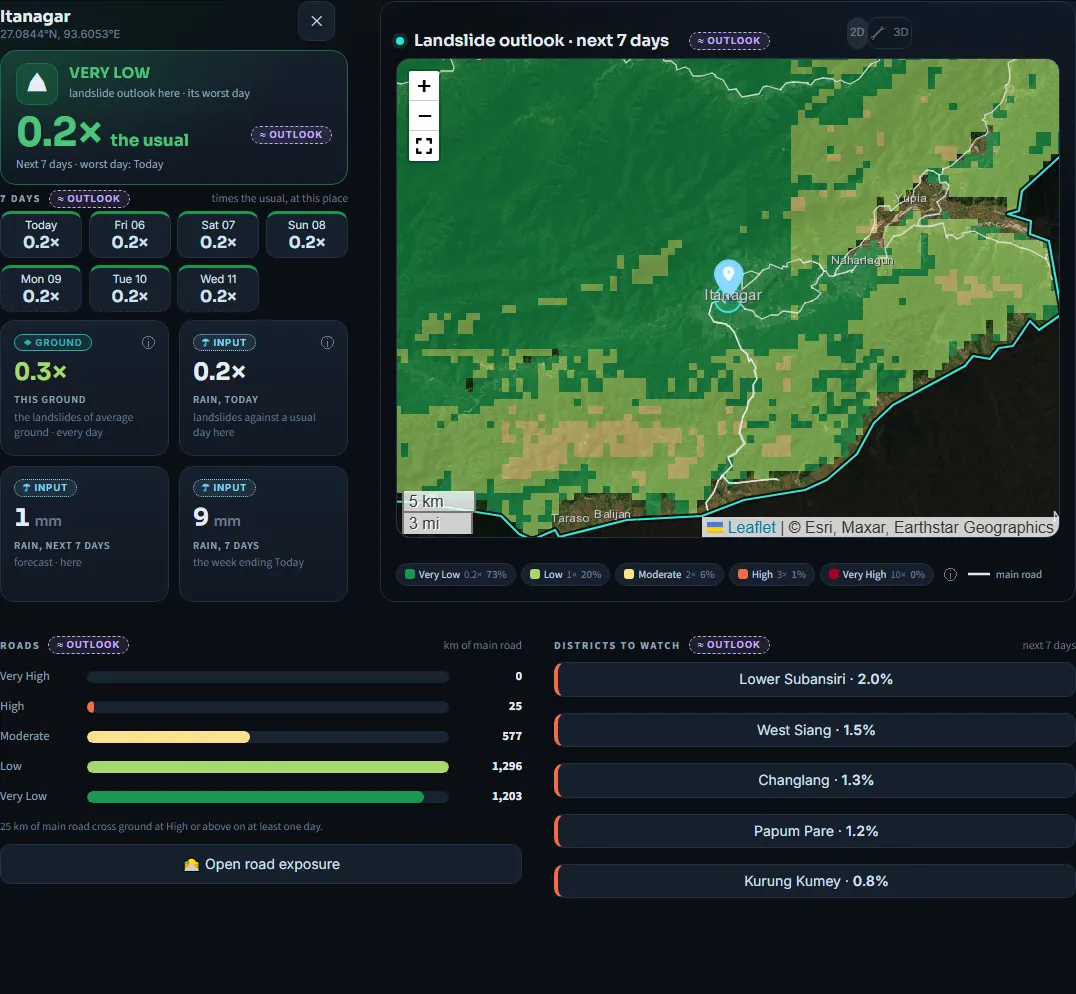 Itanagar
27.0844°N, 93.6053°E
VERY LOW
landslide outlook here · its worst day
0.2× the usual
≈ OUTLOOK
Next 7 days · worst day: Today
7 DAYS ≈ OUTLOOK times the usual, at this place
Today Fri 06 Sat 07 Sun 08
0.2× 0.2× 0.2× 0.2×
Mon 09 Tue 10 Wed 11
0.2× 0.2× 0.2×
GROUND
0.3×
THIS GROUND
the landslides of average
ground · every day
INPUT
0.2×
RAIN, TODAY
landslides against a usual
day here
INPUT
1 mm
RAIN, NEXT 7 DAYS
forecast · here
INPUT
9 mm
RAIN, 7 DAYS
the week ending Today
Landslide outlook · next 7 days ≈ OUTLOOK
2D 3D
+
−
Yupia
Naharlagun
Itanagar
Taraso
Balijan
5 km
3 mi
Leaflet | © Esri, Maxar, Earthstar Geographics
Very Low 0.2× 73% Low 1× 20% Moderate 2× 6% High 3× 1% Very High 10× 0% main road
ROADS ≈ OUTLOOK km of main road
Very High 0
High 25
Moderate 577
Low 1,296
Very Low 1,203
25 km of main road cross ground at High or above on at least one day.
Open road exposure
DISTRICTS TO WATCH ≈ OUTLOOK next 7 days
Lower Subansiri · 2.0%
West Siang · 1.5%
Changlang · 1.3%
Papum Pare · 1.2%
Kurung Kumey · 0.8%